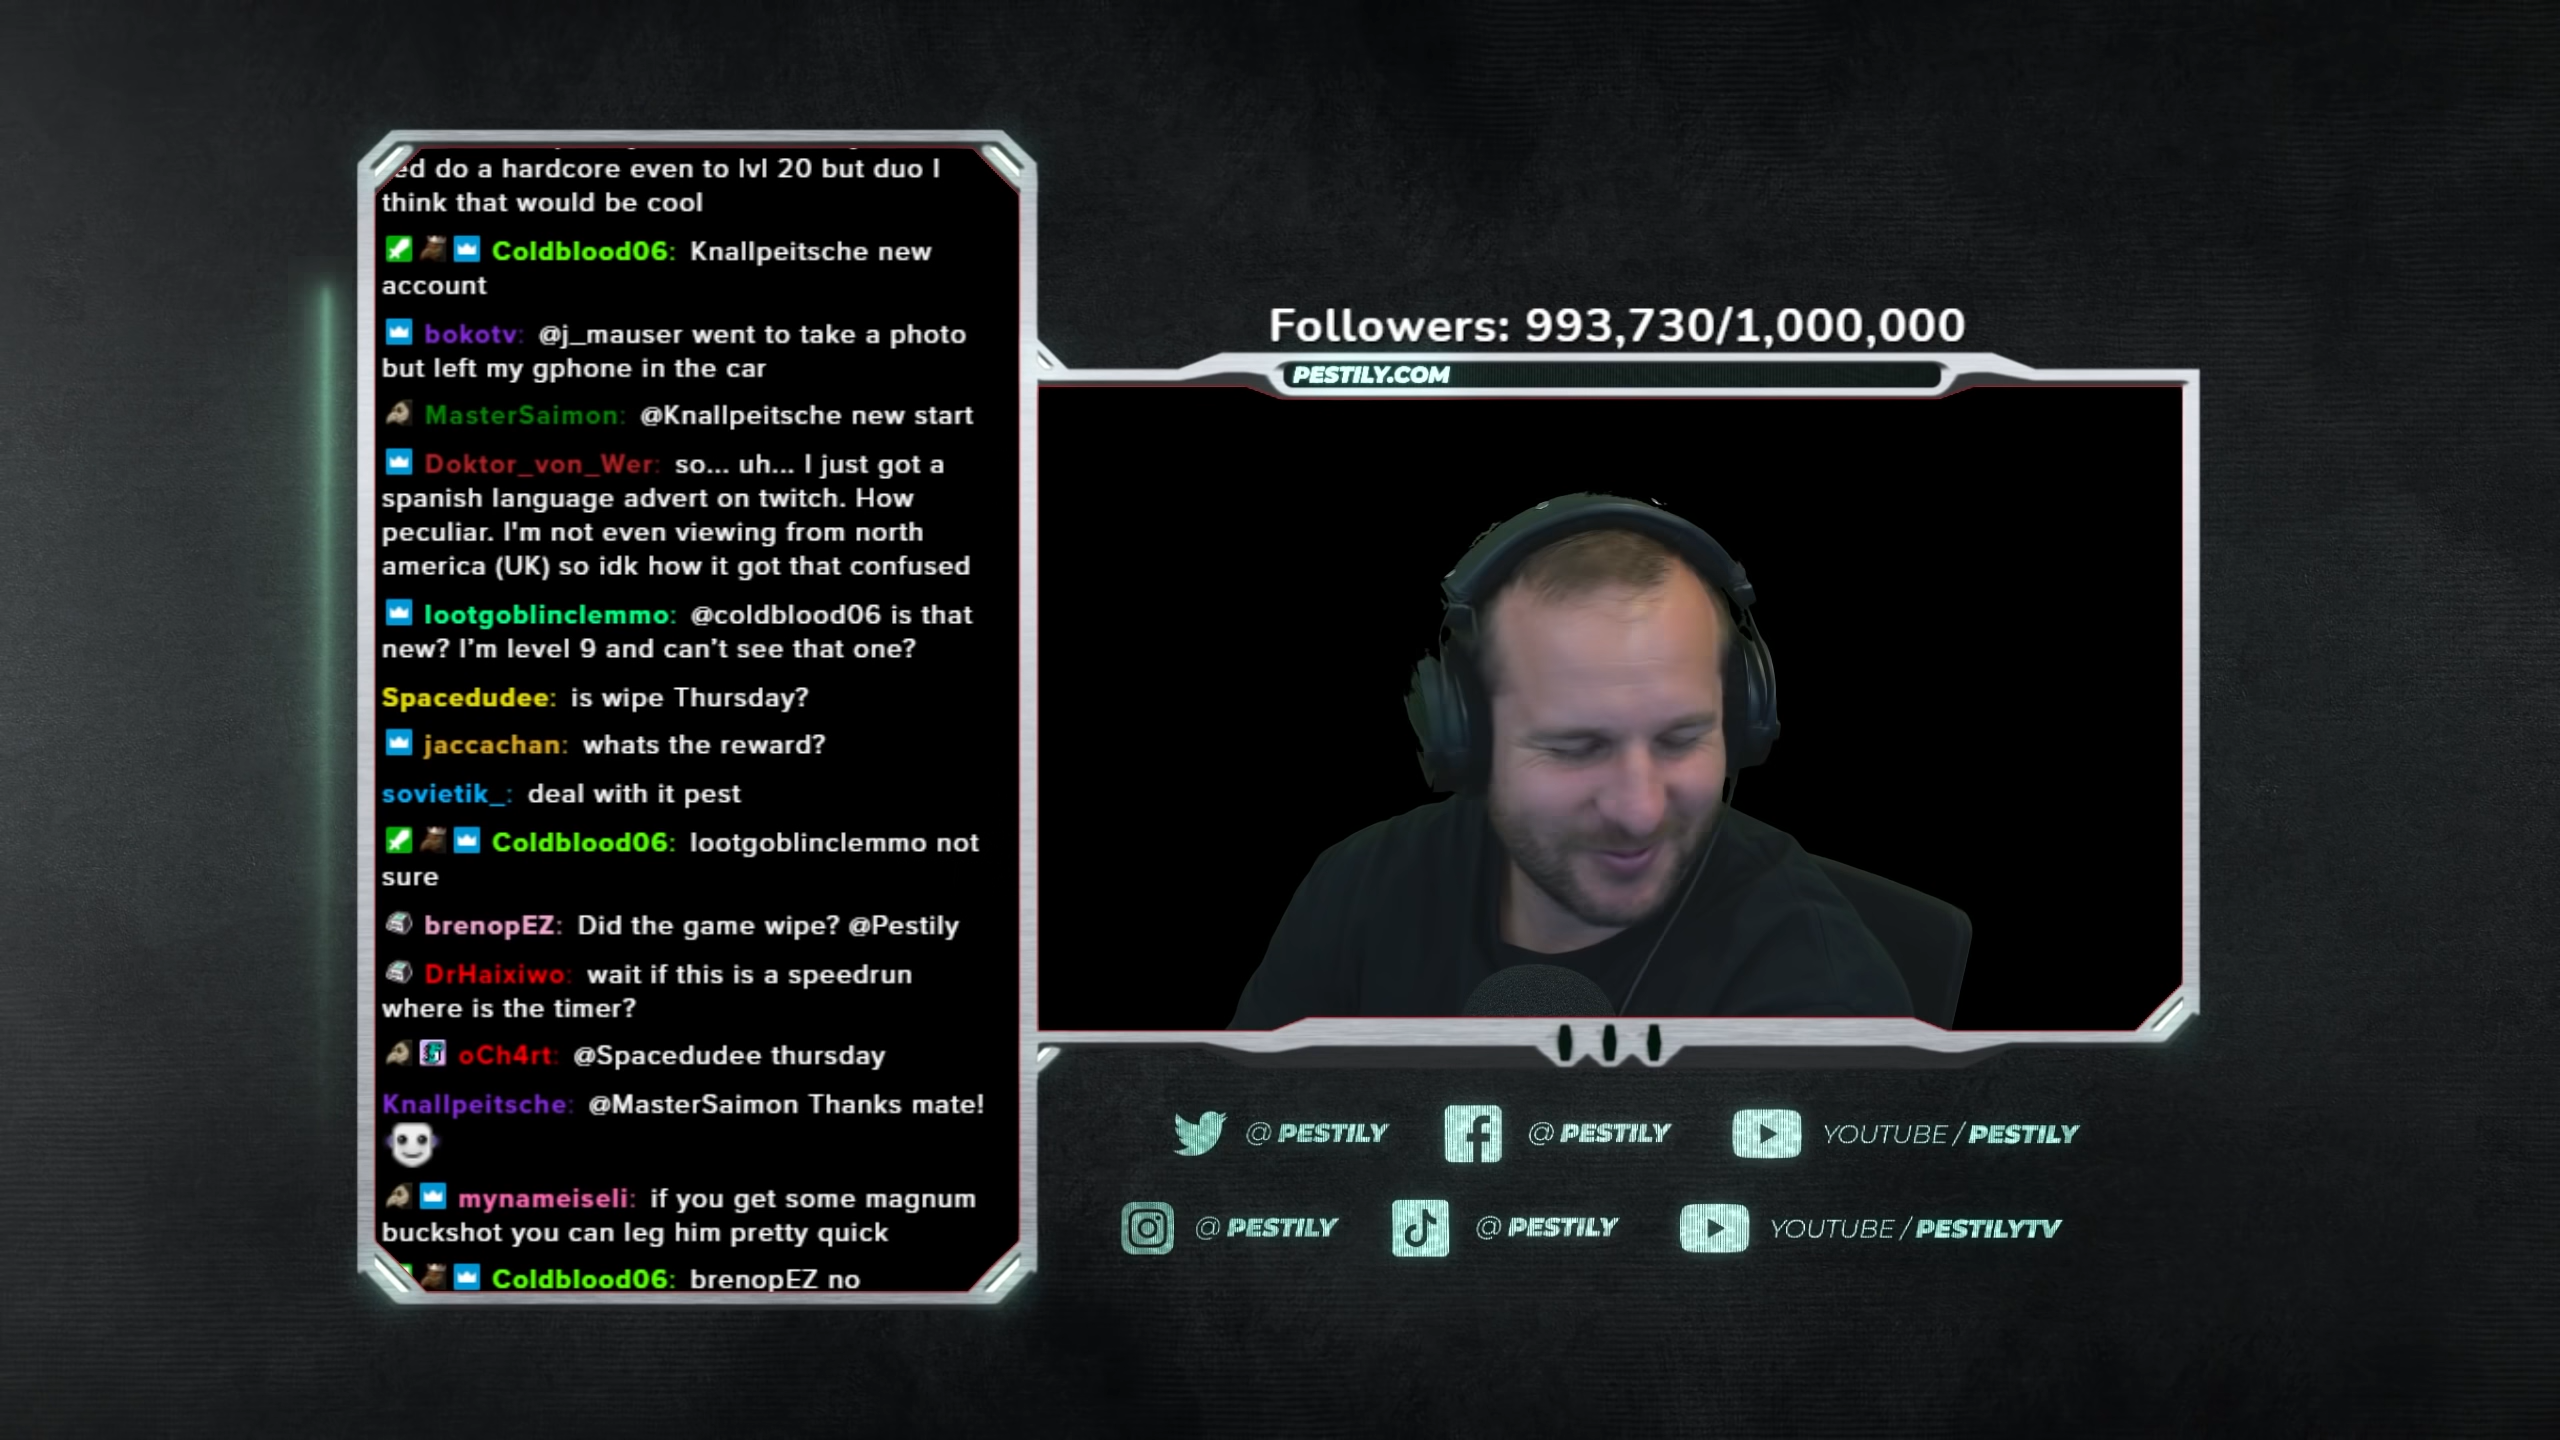 ed do a hardcore even to lvl 20 but duo I
think that would be cool
Coldblood06: Knallpeitsche new
account
bokotv: @j_mauser went to take a photo
but left my gphone in the car
MasterSaimon: @Knallpeitsche new start
Doktor_von_Wer: so... uh... I just got a
spanish language advert on twitch. How
peculiar. I'm not even viewing from north
america (UK) so idk how it got that confused
lootgoblinclemmo: @coldblood06 is that
new? I’m level 9 and can’t see that one?
Spacedudee: is wipe Thursday?
jaccachan: whats the reward?
sovietik_: deal with it pest
Coldblood06: lootgoblinclemmo not
sure
brenopEZ: Did the game wipe? @Pestily
DrHaixiwo: wait if this is a speedrun
where is the timer?
oCh4rt: @Spacedudee thursday
Knallpeitsche: @MasterSaimon Thanks mate!
mynameiseli: if you get some magnum
buckshot you can leg him pretty quick
Coldblood06: brenopEZ no
Followers: 993,730/1,000,000
PESTILY.COM
@PESTILY @PESTILY YOUTUBE/PESTILY
@PESTILY @PESTILY YOUTUBE/PESTILYTV